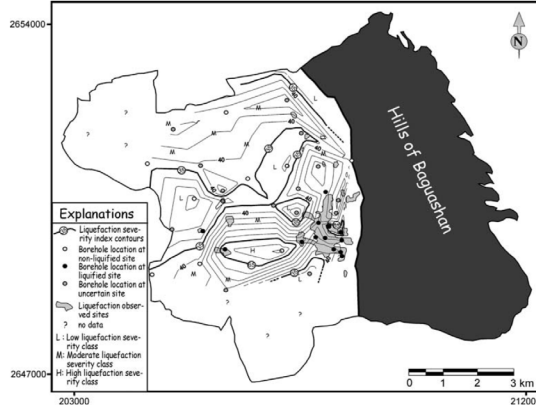 2654000
N
Hills of Baguashan
L
M
M
M
40
?
?
?
40
L
L
M
40
M
H
M
L
?
?
L
Explanations
Liquefaction seve-
rity index contours
Borehole location at
non-liquified site
Borehole location at
liquified site
Borehole location at
uncertain site
Liquefaction obser-
ved sites
? no data
L : Low liquefaction seve-
rity class
M: Moderate liquefaction
severity class
H: High liquefaction seve-
rity class
2647000
0 1 2 3 km
203000
21200